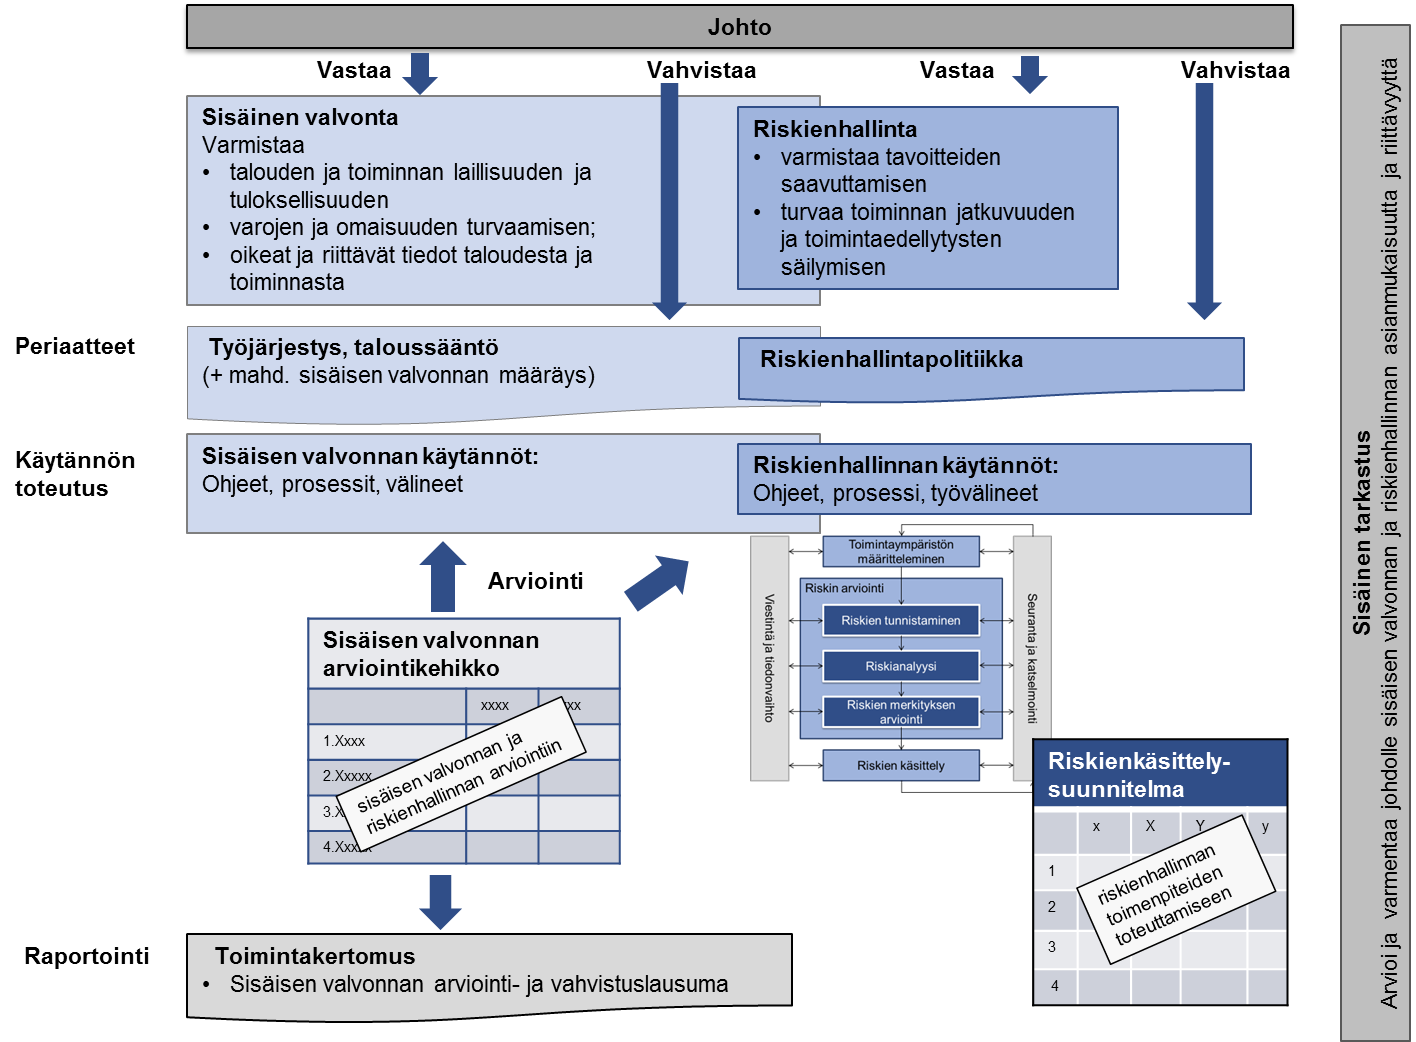 Johto
Vastaa
Vahvistaa
Vastaa
Vahvistaa
Sisäinen valvonta
Varmistaa
• talouden ja toiminnan laillisuuden ja
tuloksellisuuden
• varojen ja omaisuuden turvaamisen;
• oikeat ja riittävät tiedot taloudesta ja
toiminnasta
Riskienhallinta
• varmistaa tavoitteiden
saavuttamisen
• turvaa toiminnan jatkuvuuden
ja toimintaedellytysten
säilymisen
Periaatteet
Työjärjestys, taloussääntö
(+ mahd. sisäisen valvonnan määräys)
Riskienhallintapolitiikka
Käytännön
toteutus
Sisäisen valvonnan käytännöt:
Ohjeet, prosessit, välineet
Riskienhallinnan käytännöt:
Ohjeet, prosessi, työvälineet
Arviointi
Sisäisen valvonnan
arviointikehikko
xxxx
xx
1.Xxxx
2.Xxxxx
3.X
4.Xxxxx
sisäisen valvonnan ja
riskienhallinnan arviointiin
Toimintaympäristön
määritteleminen
Riskin arviointi
Riskien tunnistaminen
Riskianalyysi
Riskien merkityksen
arviointi
Riskien käsittely
Viestintä ja tiedonvaihto
Seuranta ja katselmointi
Riskienkäsittely-
suunnitelma
x X Y y
1
2
3
4
riskienhallinnan
toimenpiteiden
toteuttamiseen
Raportointi
Toimintakertomus
• Sisäisen valvonnan arviointi- ja vahvistuslausuma
Sisäinen tarkastus
Arvioi ja varmentaa johdolle sisäisen valvonnan ja riskienhallinnan asianmukaisuutta ja riittävyyttä